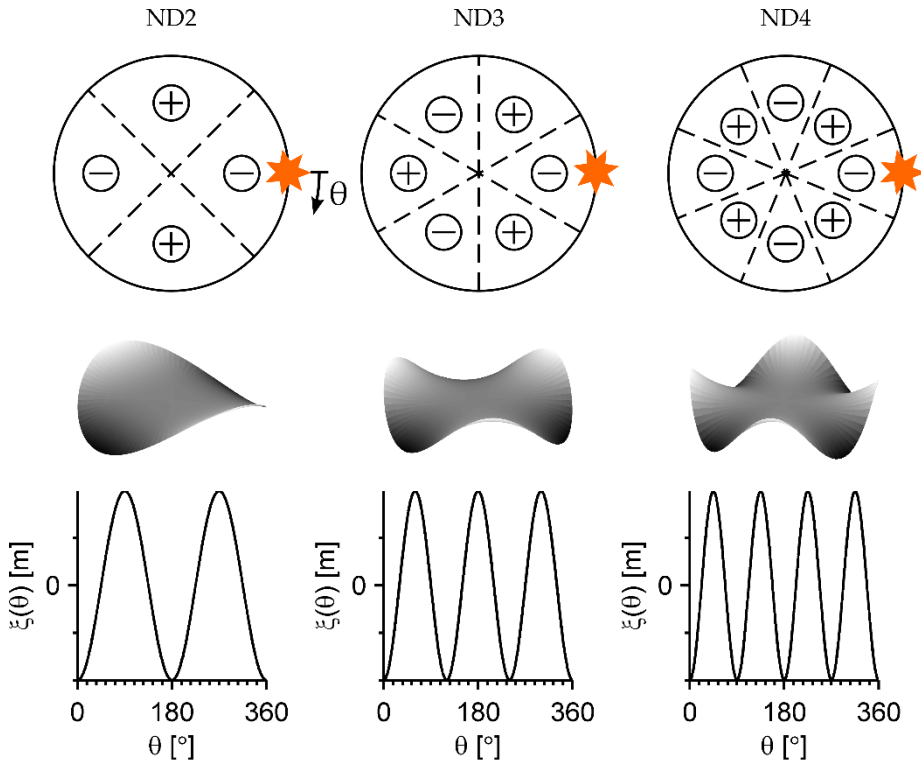 ND2 ND3 ND4
+ + − + − +
− − + − − −
+ − + + − +
θ
ξ(θ) [m] ξ(θ) [m] ξ(θ) [m]
0 0 0
0 180 360 0 180 360 0 180 360
θ [°] θ [°] θ [°]